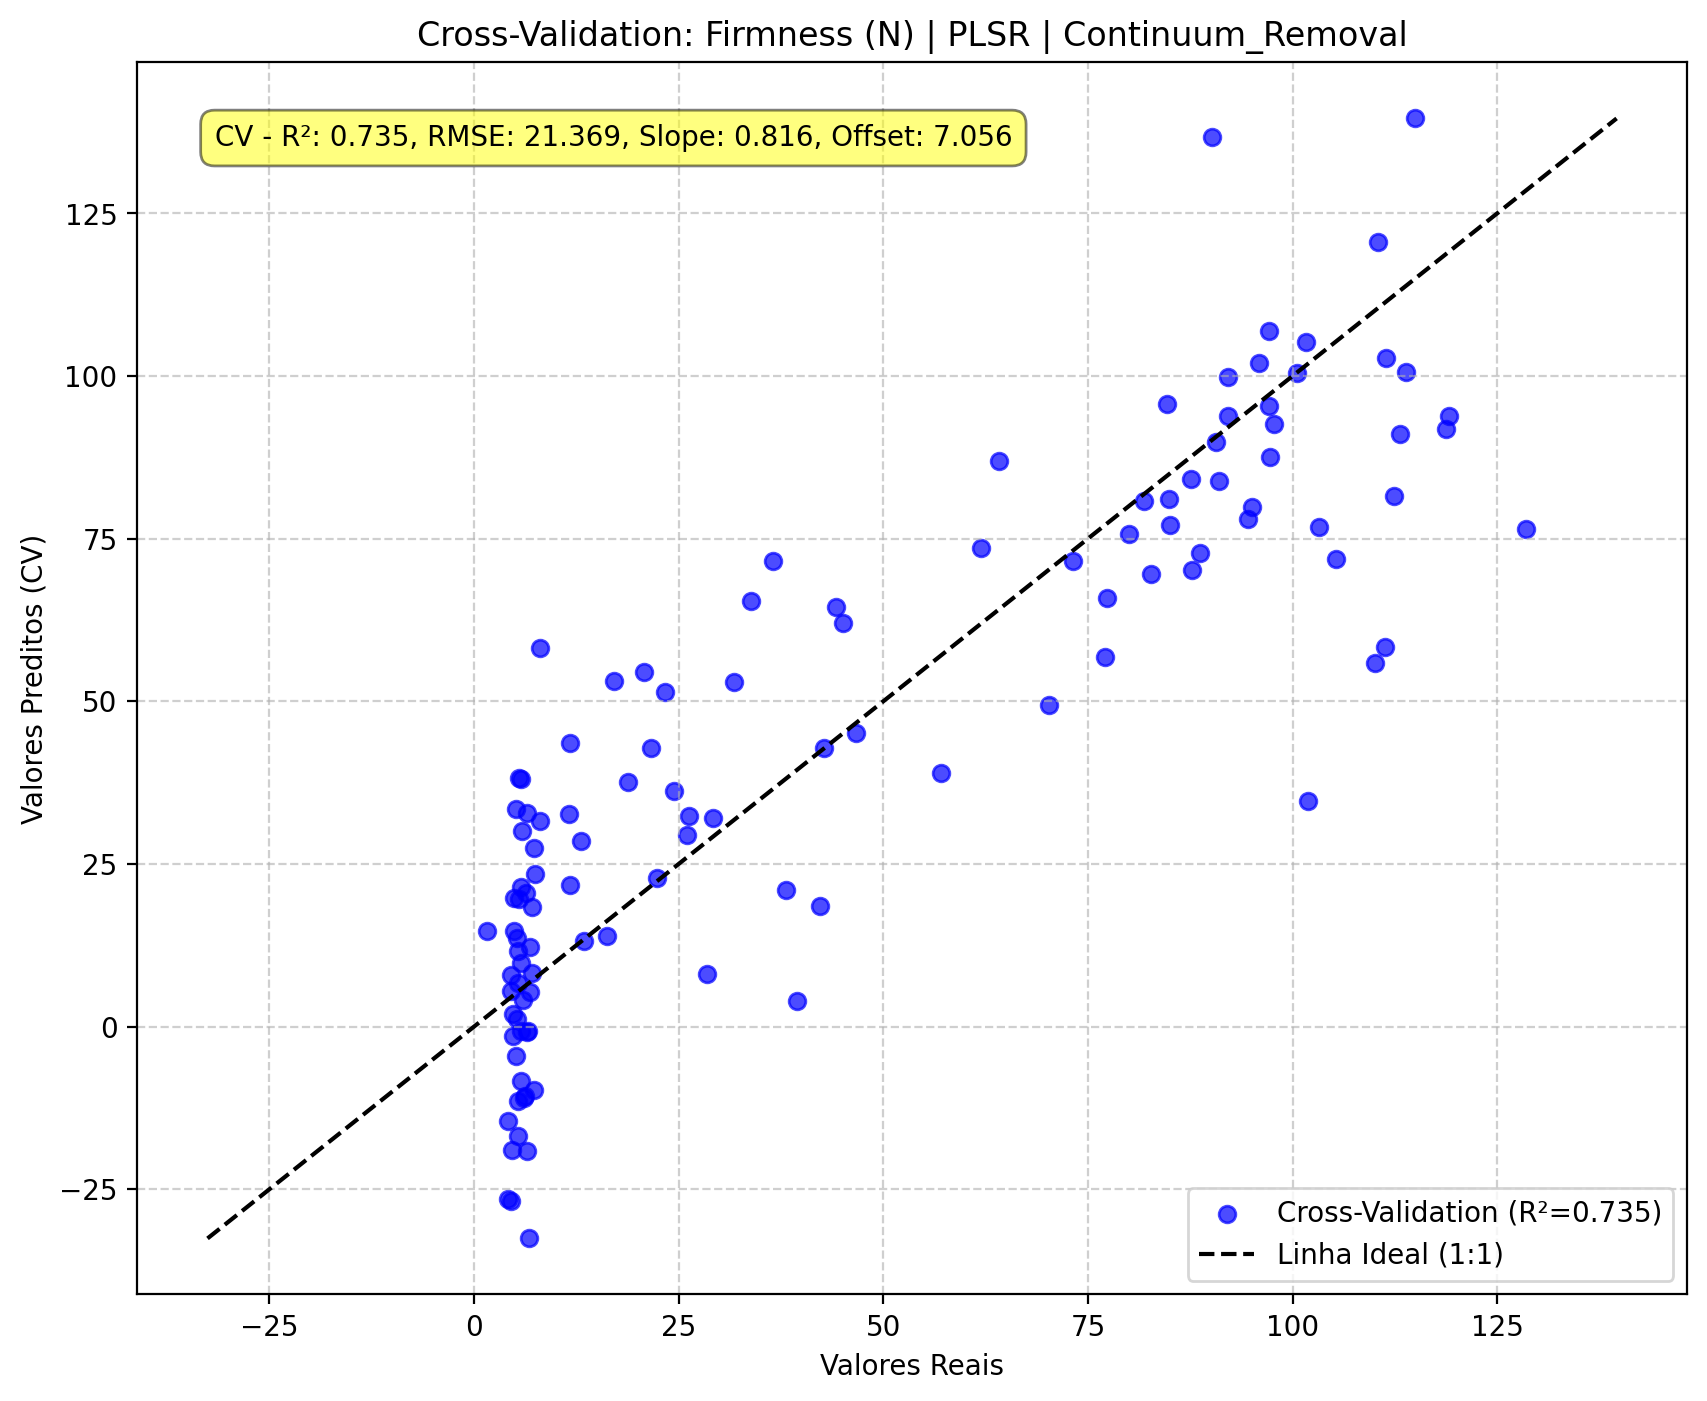 Cross-Validation: Firmness (N) | PLSR | Continuum_Removal
CV - R²: 0.735, RMSE: 21.369, Slope: 0.816, Offset: 7.056
Valores Preditos (CV)
125
100
75
50
25
0
−25
−25 0 25 50 75 100 125
Valores Reais
Cross-Validation (R²=0.735)
Linha Ideal (1:1)